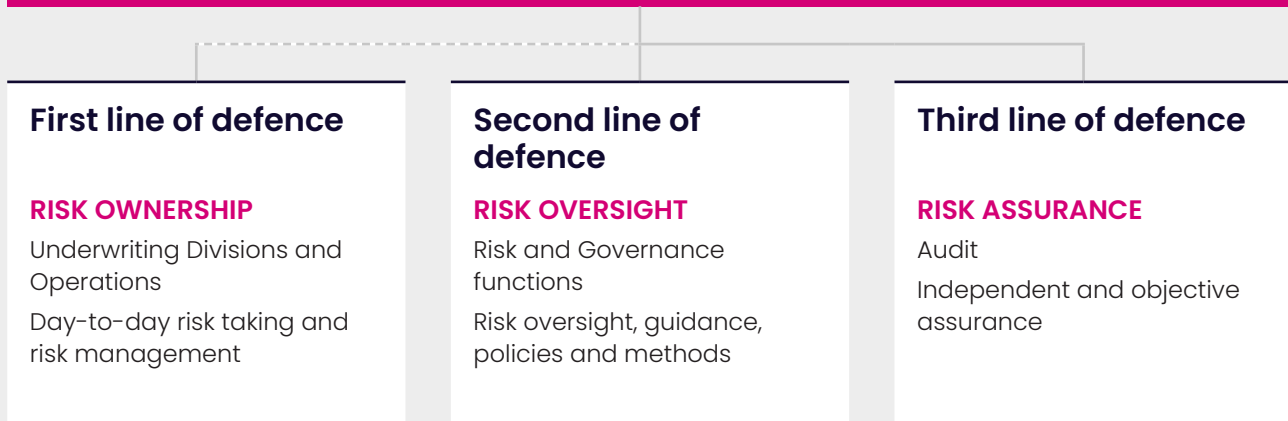 First line of defence
RISK OWNERSHIP
Underwriting Divisions and
Operations
Day-to-day risk taking and
risk management
Second line of
defence
RISK OVERSIGHT
Risk and Governance
functions
Risk oversight, guidance,
policies and methods
Third line of defence
RISK ASSURANCE
Audit
Independent and objective
assurance